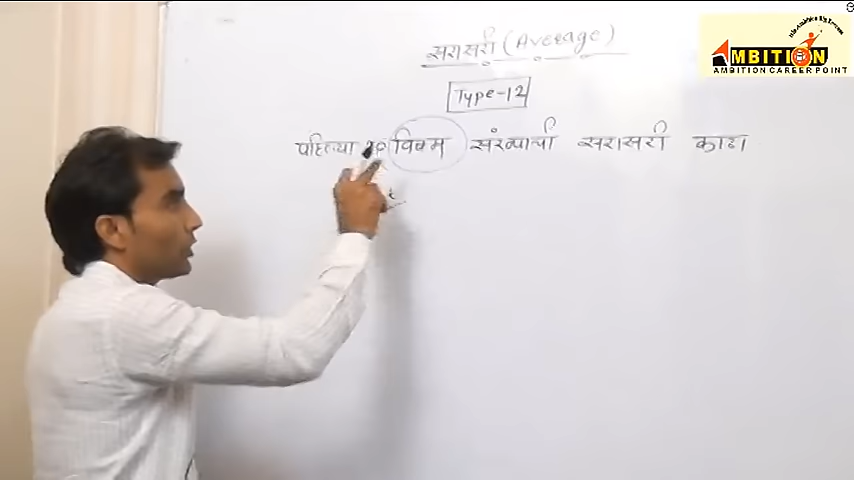 सरासरी (Average)
Type-12
पहिल्या विषम संख्यांची सरासरी काढा
AMBITION
AMBITION CAREER POINT